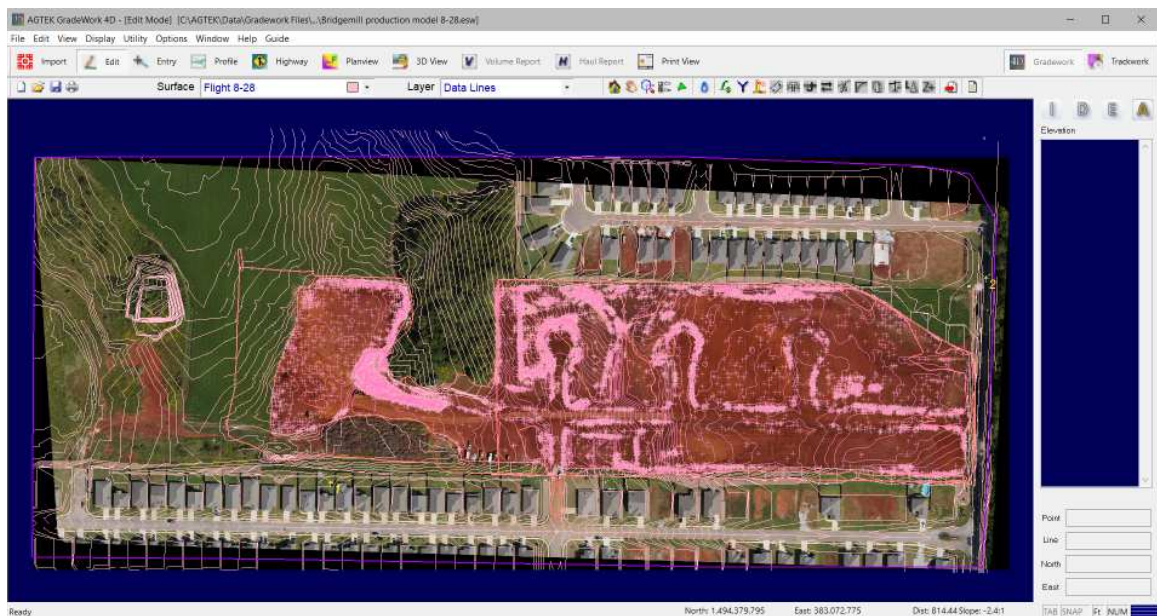 AGTEK GradeWork 4D - [Edit Mode] [C:\AGTEK\Data\Gradework Files\...\Bridgemill production model 8-28.esw]
File Edit View Display Utility Options Window Help Guide
Import Edit Entry Profile Highway Planview 3D View Volume Report Haul Report Print View 4D Gradework Trackwork
Surface Flight 8-28 Layer Data Lines
I D E A
Elevation
2
Point
Line
North
East
Ready North: 1,494,379.795 East: 383,072.775 Dist: 814.44 Slope: -2.4:1 TAB SNAP Ft NUM